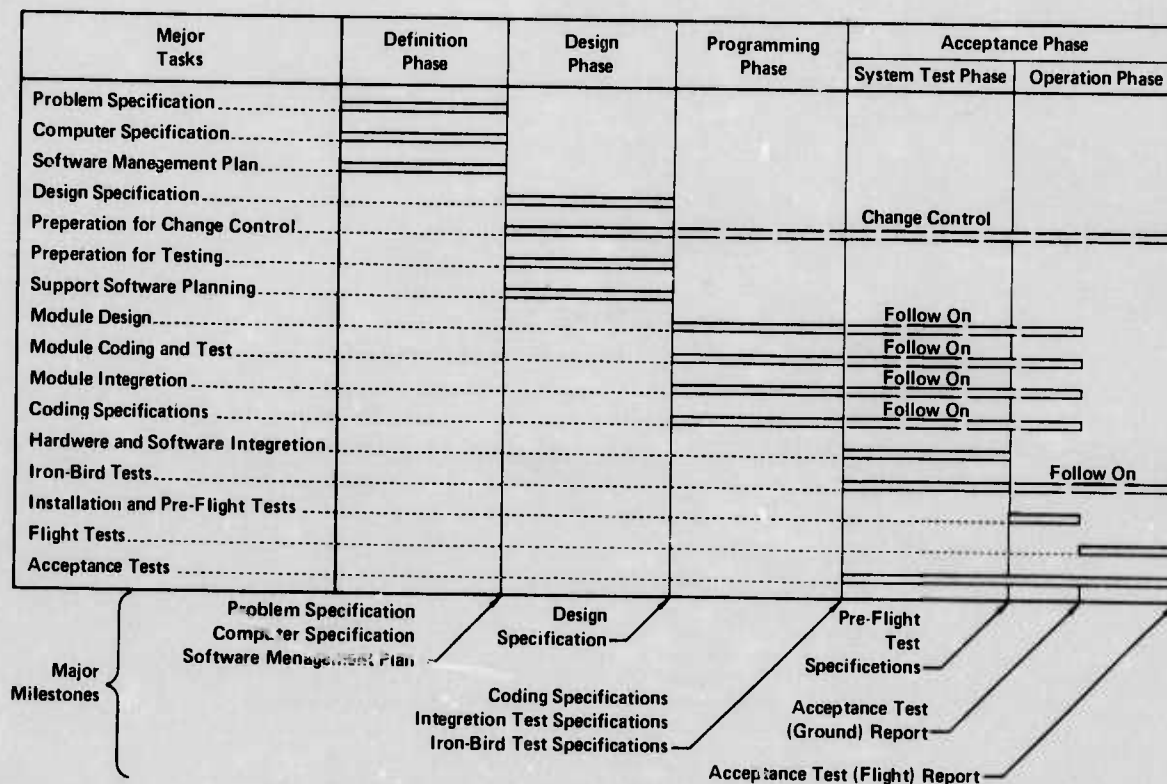 Mejor
Tasks
Definition
Phase
Design
Phase
Programming
Phase
Acceptance Phase
System Test Phase
Operation Phase
Problem Specification
Computer Specification
Software Management Plan
Design Specification
Preperation for Change Control
Change Control
Preparation for Testing
Support Software Planning
Module Design
Follow On
Module Coding and Test
Follow On
Module Integretion
Follow On
Coding Specifications
Follow On
Hardwere and Software Integretion
Iron-Bird Tests
Follow On
Installation and Pre-Flight Tests
Flight Tests
Acceptance Tests
Major
Milestones
Problem Specification
Computer Specification
Software Menagement Plan
Design
Specification
Coding Specifications
Integretion Test Specifications
Iron-Bird Test Specifications
Pre-Flight
Test
Specificetions
Acceptance Test
(Ground) Report
Acceptance Test (Flight) Report